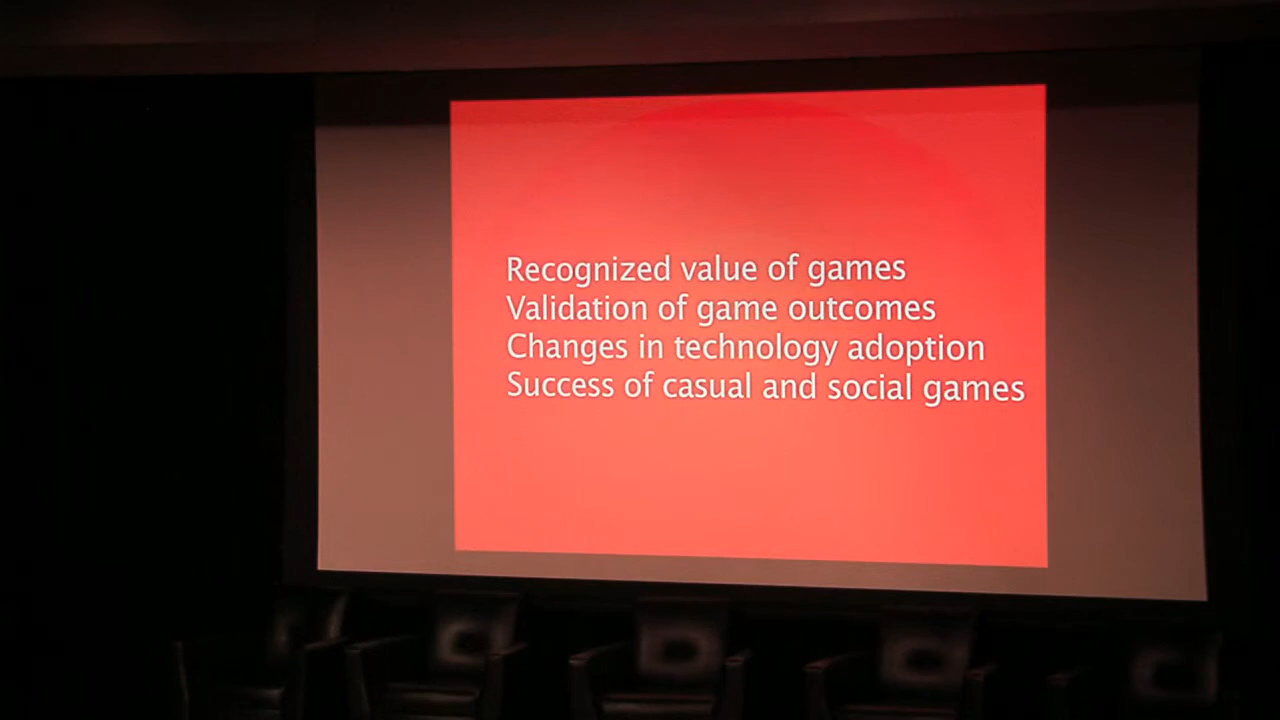 Recognized value of games
Validation of game outcomes
Changes in technology adoption
Success of casual and social games